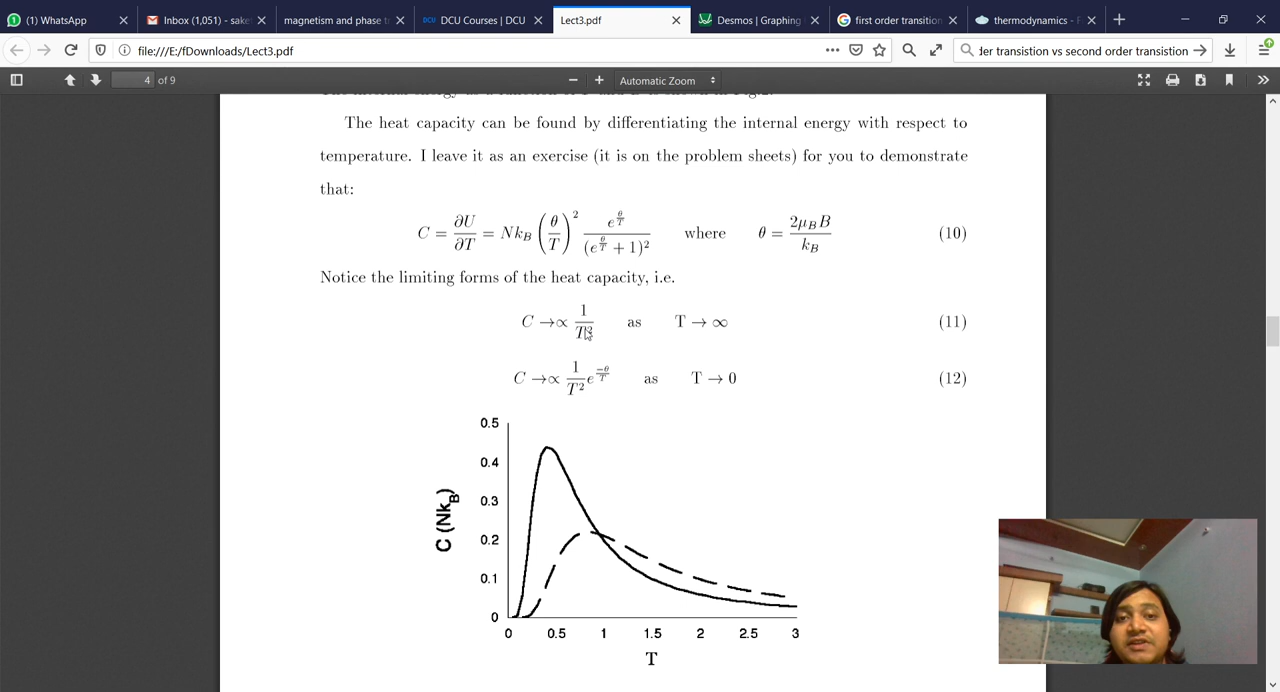 (1) WhatsApp
Inbox (1,051) - sake
magnetism and phase tr
DCU DCU Courses | DCU
Lect3.pdf
Desmos | Graphing
first order transition
thermodynamics - F
file:///E:/fDownloads/Lect3.pdf
der transistion vs second order transistion
4 of 9
Automatic Zoom
The heat capacity can be found by differentiating the internal energy with respect to
temperature. I leave it as an exercise (it is on the problem sheets) for you to demonstrate
that:
C = ∂U/∂T = Nk_B (θ/T)^2 e^(θ/T) / (e^(θ/T) + 1)^2 where θ = 2μ_B B / k_B (10)
Notice the limiting forms of the heat capacity, i.e.
C →∝ 1/T^2 as T → ∞ (11)
C →∝ 1/T^2 e^(-θ/T) as T → 0 (12)
0.5
0.4
0.3
0.2
0.1
0
C (Nk_B)
0 0.5 1 1.5 2 2.5 3
T